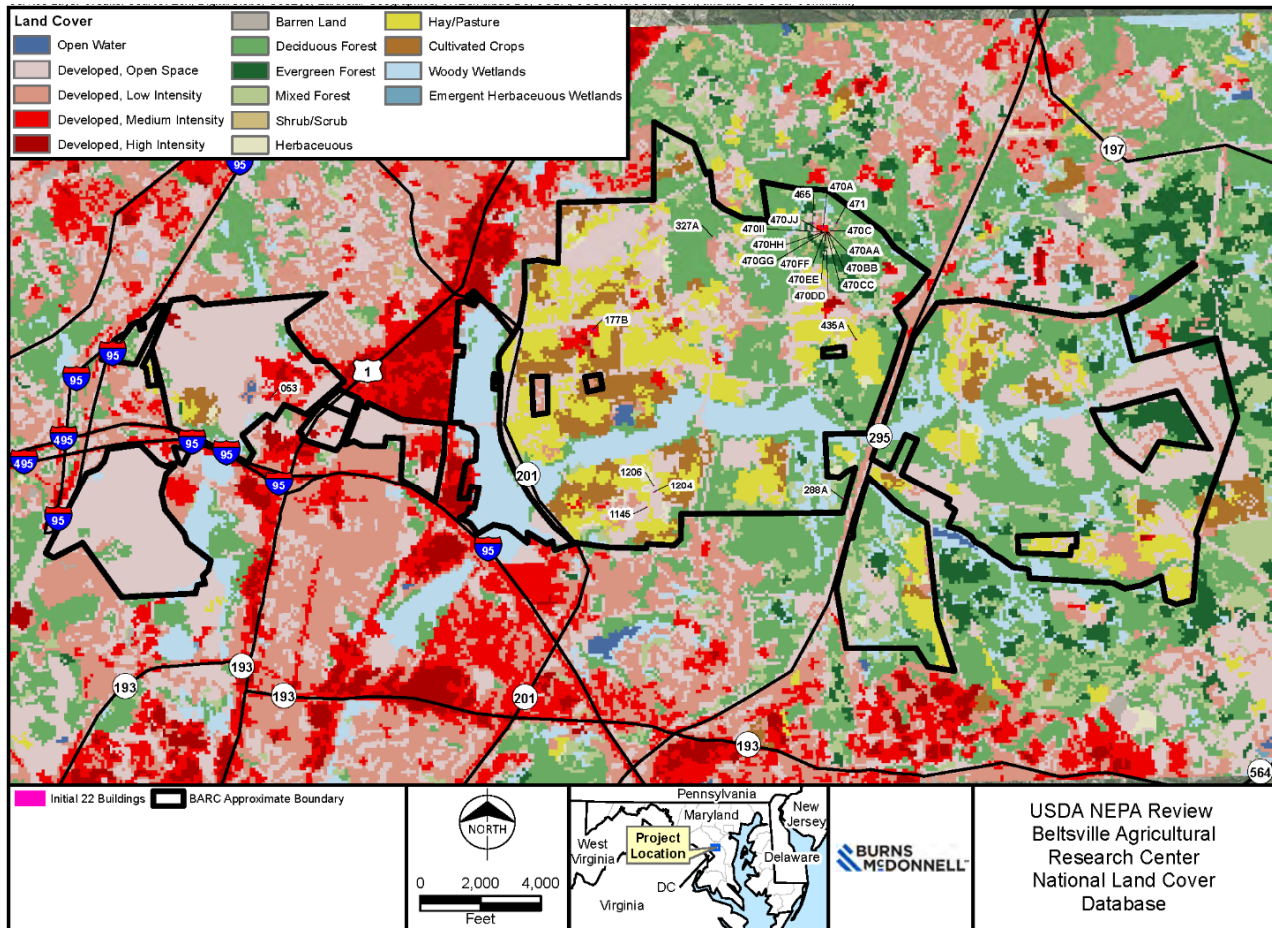 Land Cover
Open Water
Developed, Open Space
Developed, Low Intensity
Developed, Medium Intensity
Developed, High Intensity
Barren Land
Deciduous Forest
Evergreen Forest
Mixed Forest
Shrub/Scrub
Herbaceuous
Hay/Pasture
Cultivated Crops
Woody Wetlands
Emergent Herbaceuous Wetlands
95
197
465
470A
471
327A
470JJ
470II
470C
470HH
470AA
470GG
470FF
470BB
470EE
470CC
470DD
177B
435A
95
1
95
053
495
95
295
495
95
95
201
1206
1204
288A
95
1145
95
193
193
193
201
193
564
Initial 22 Buildings
BARC Approximate Boundary
NORTH
0 2,000 4,000
Feet
Pennsylvania
Maryland
New
Jersey
West
Virginia
Project
Location
Delaware
DC
Virginia
BURNS
McDONNELL
USDA NEPA Review
Beltsville Agricultural
Research Center
National Land Cover
Database